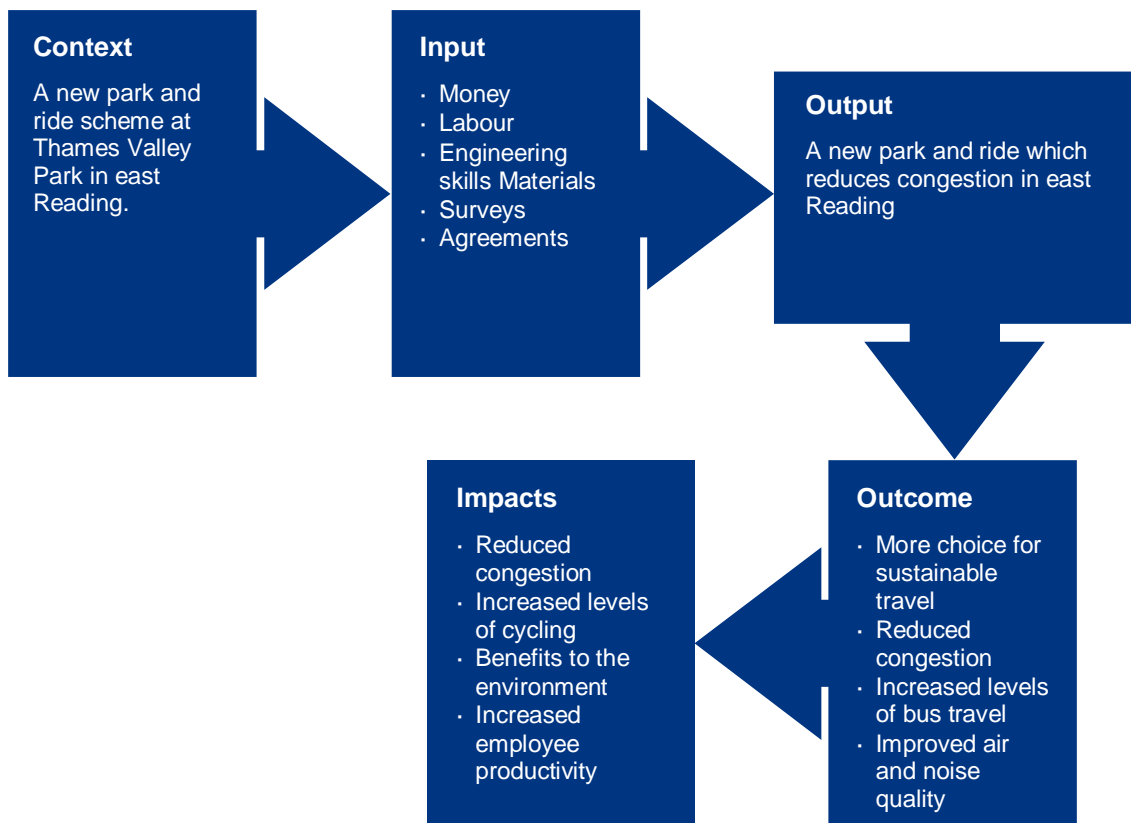 Context
A new park and
ride scheme at
Thames Valley
Park in east
Reading.
Input
· Money
· Labour
· Engineering
skills Materials
· Surveys
· Agreements
Output
A new park and ride which
reduces congestion in east
Reading
Outcome
· More choice for
sustainable
travel
· Reduced
congestion
· Increased levels
of bus travel
· Improved air
and noise
quality
Impacts
· Reduced
congestion
· Increased levels
of cycling
· Benefits to the
environment
· Increased
employee
productivity